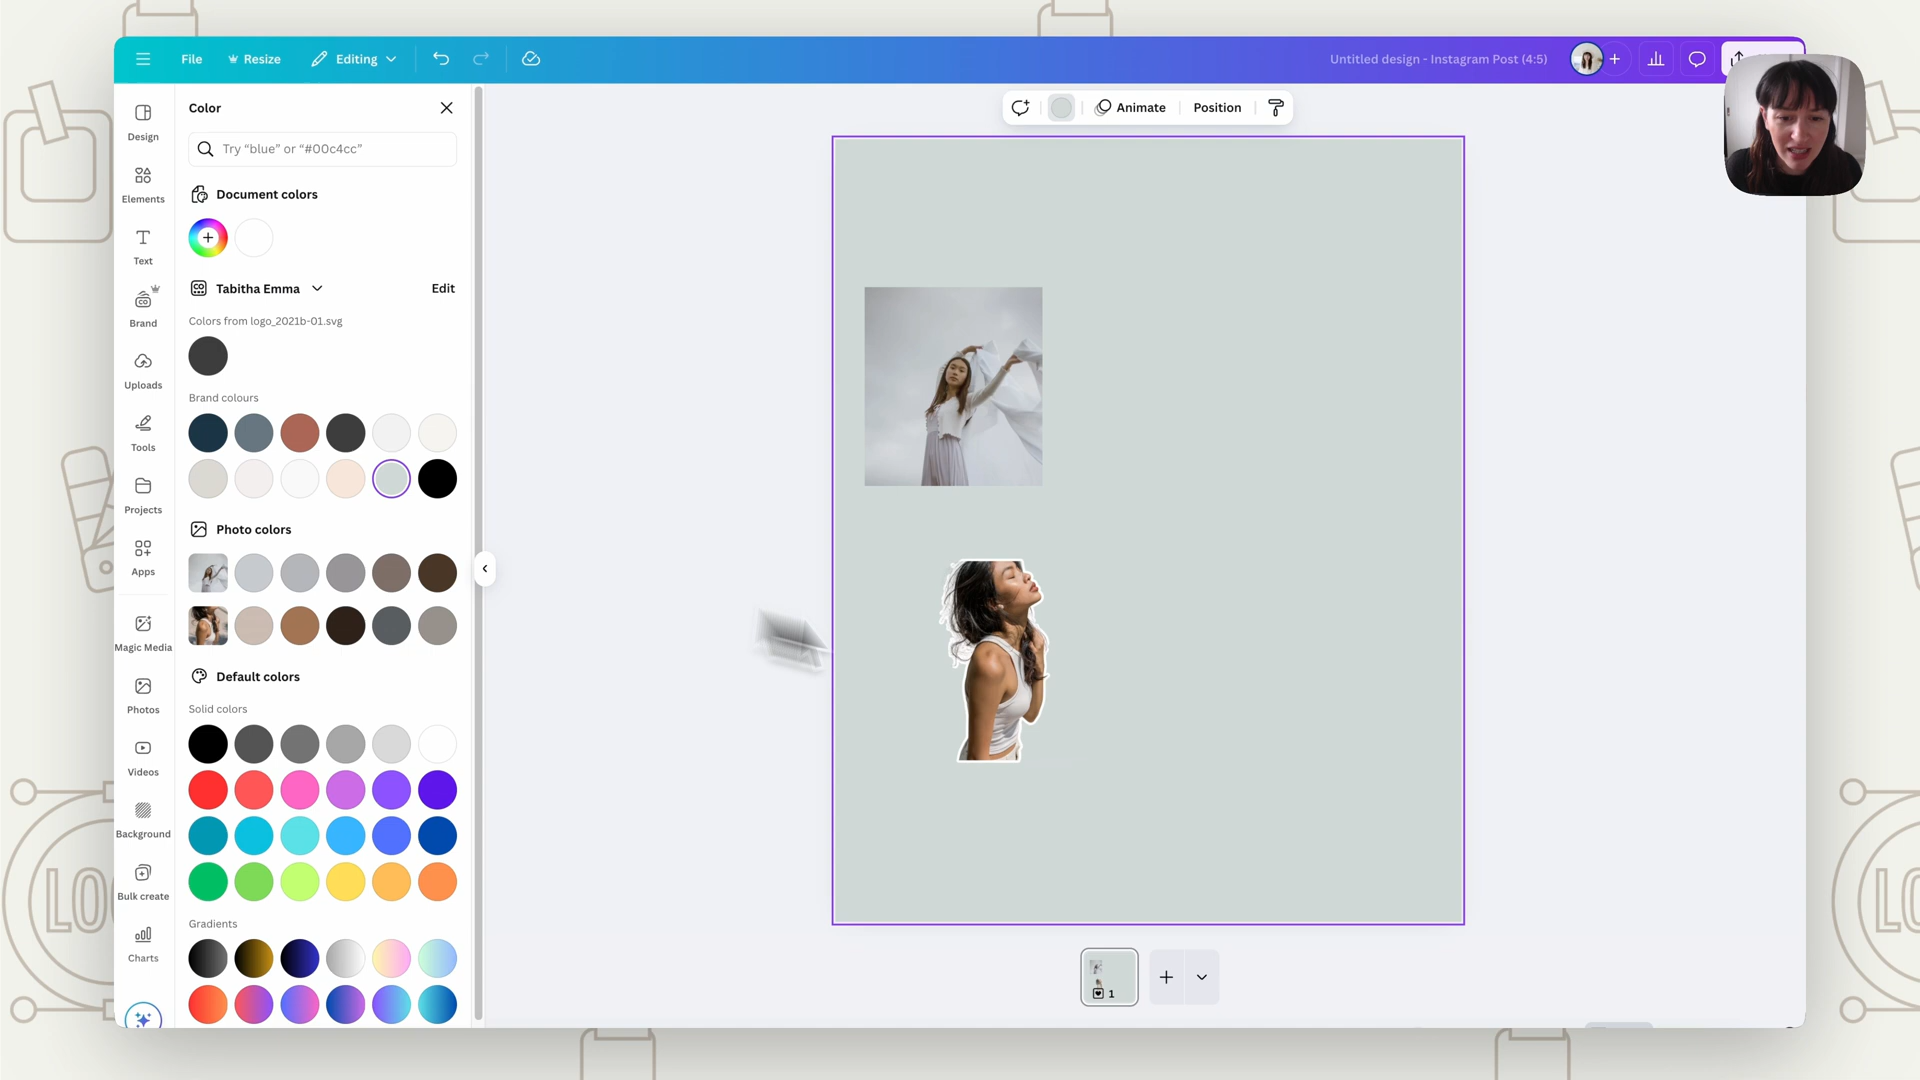 File
Resize
Editing
Untitled design - Instagram Post (4:5)
Design
Elements
Text
Brand
Uploads
Tools
Projects
Apps
Magic Media
Photos
Videos
Background
Bulk create
Charts
Color
Try “blue” or “#00c4cc”
Document colors
Tabitha Emma
Edit
Colors from logo_2021b-01.svg
Brand colours
Photo colors
Default colors
Solid colors
Gradients
Animate
Position
1